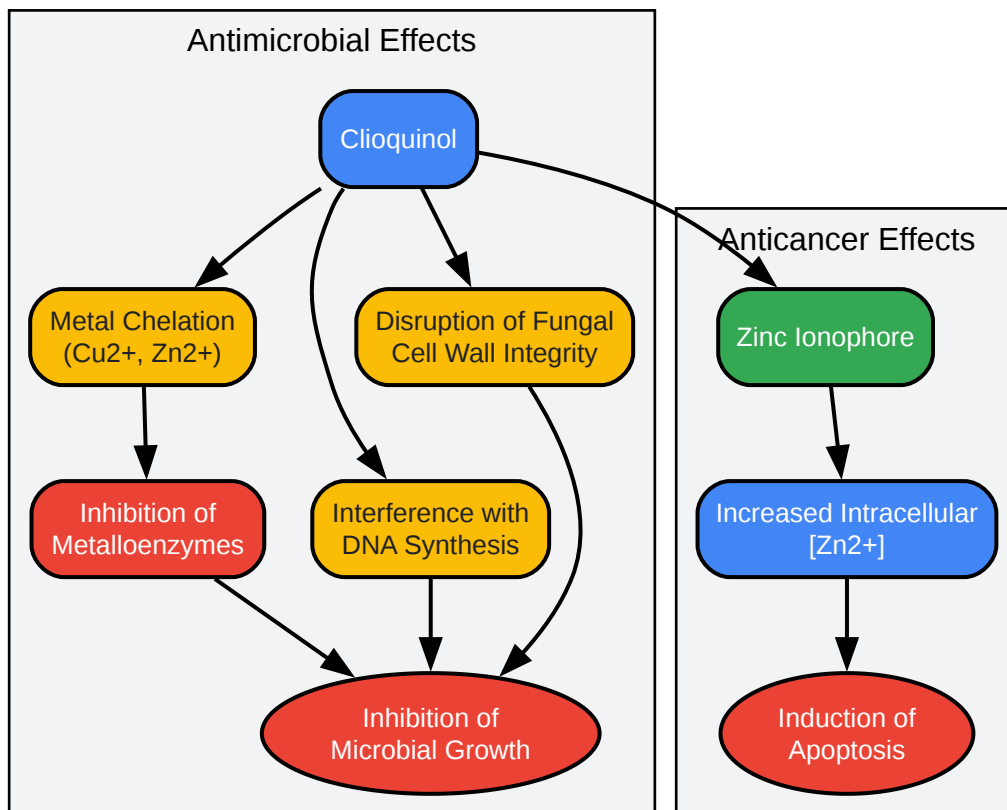 Antimicrobial Effects
Clioquinol
Anticancer Effects
Metal Chelation
(Cu2+, Zn2+)
Disruption of Fungal
Cell Wall Integrity
Zinc Ionophore
Inhibition of
Metalloenzymes
Interference with
DNA Synthesis
Increased Intracellular
[Zn2+]
Inhibition of
Microbial Growth
Induction of
Apoptosis